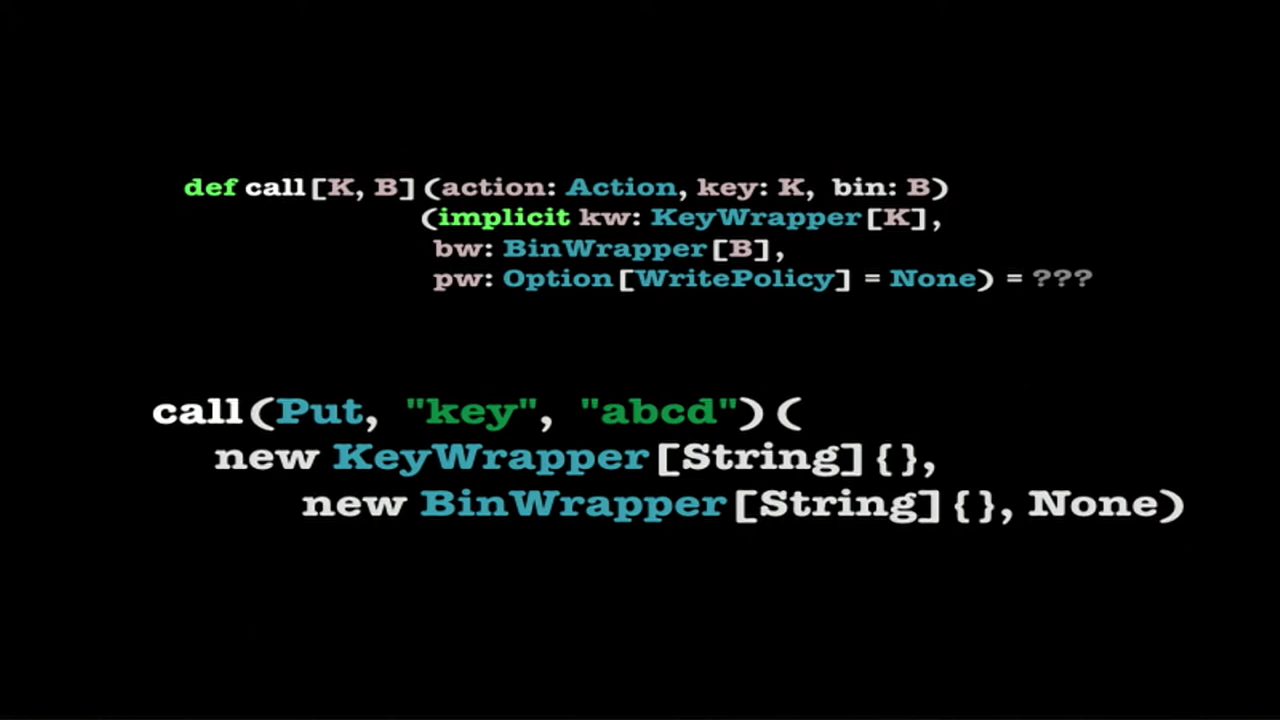 def call[K, B](action: Action, key: K, bin: B)
(implicit kw: KeyWrapper[K],
bw: BinWrapper[B],
pw: Option[WritePolicy] = None) = ???
call(Put, "key", "abcd")(
new KeyWrapper[String]{},
new BinWrapper[String]{}, None)